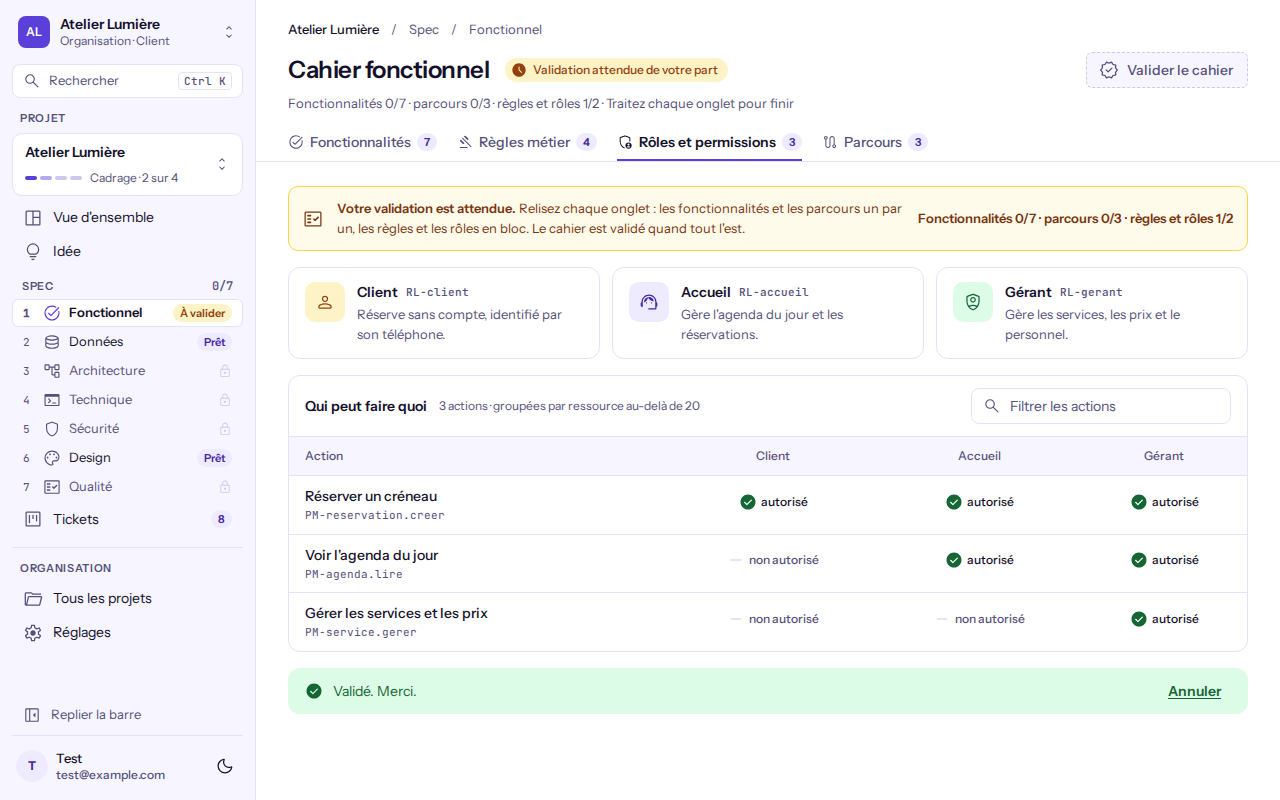 AL
Atelier Lumière
Organisation · Client
Rechercher
Ctrl K
PROJET
Atelier Lumière
Cadrage · 2 sur 4
Vue d'ensemble
Idée
SPEC 0/7
1 Fonctionnel À valider
2 Données Prêt
3 Architecture
4 Technique
5 Sécurité
6 Design Prêt
7 Qualité
Tickets 8
ORGANISATION
Tous les projets
Réglages
Replier la barre
T
Test
test@example.com
Atelier Lumière / Spec / Fonctionnel
Cahier fonctionnel
Validation attendue de votre part
Valider le cahier
Fonctionnalités 0/7 · parcours 0/3 · règles et rôles 1/2 · Traitez chaque onglet pour finir
Fonctionnalités 7
Règles métier 4
Rôles et permissions 3
Parcours 3
Votre validation est attendue. Relisez chaque onglet : les fonctionnalités et les parcours un par
un, les règles et les rôles en bloc. Le cahier est validé quand tout l'est.
Fonctionnalités 0/7 · parcours 0/3 · règles et rôles 1/2
Client RL-client
Réserve sans compte, identifié par
son téléphone.
Accueil RL-accueil
Gère l'agenda du jour et les
réservations.
Gérant RL-gerant
Gère les services, les prix et le
personnel.
Qui peut faire quoi 3 actions · groupées par ressource au-delà de 20
Filtrer les actions
Action Client Accueil Gérant
Réserver un créneau
PM-reservation.creer
autorisé autorisé autorisé
Voir l'agenda du jour
PM-agenda.lire
— non autorisé autorisé autorisé
Gérer les services et les prix
PM-service.gerer
— non autorisé — non autorisé autorisé
Validé. Merci.
Annuler